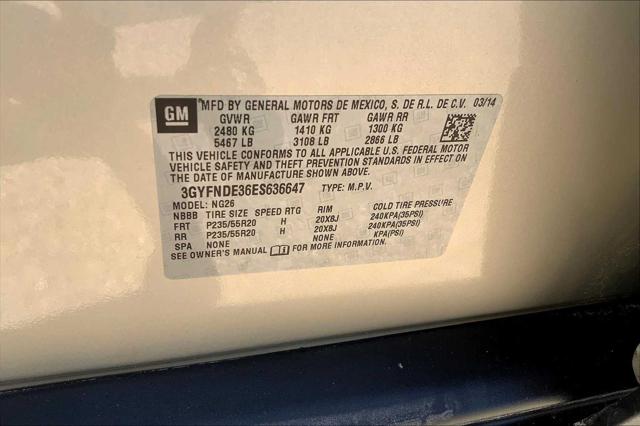 GM MFD BY GENERAL MOTORS DE MEXICO, S. DE R.L. DE C.V. 03/14
GVWR GAWR FRT GAWR RR
2480 KG 1410 KG 1300 KG
5467 LB 3108 LB 2866 LB
THIS VEHICLE CONFORMS TO ALL APPLICABLE U.S. FEDERAL MOTOR
VEHICLE SAFETY AND THEFT PREVENTION STANDARDS IN EFFECT ON
THE DATE OF MANUFACTURE SHOWN ABOVE.
3GYFNDE36ES636647 TYPE: M.P.V.
MODEL: NG26
NBBB TIRE SIZE SPEED RTG RIM COLD TIRE PRESSURE
FRT P235/55R20 H 20X8J 240KPA(35PSI)
RR P235/55R20 H 20X8J 240KPA(35PSI)
SPA NONE NONE KPA(PSI)
SEE OWNER'S MANUAL FOR MORE INFORMATION.